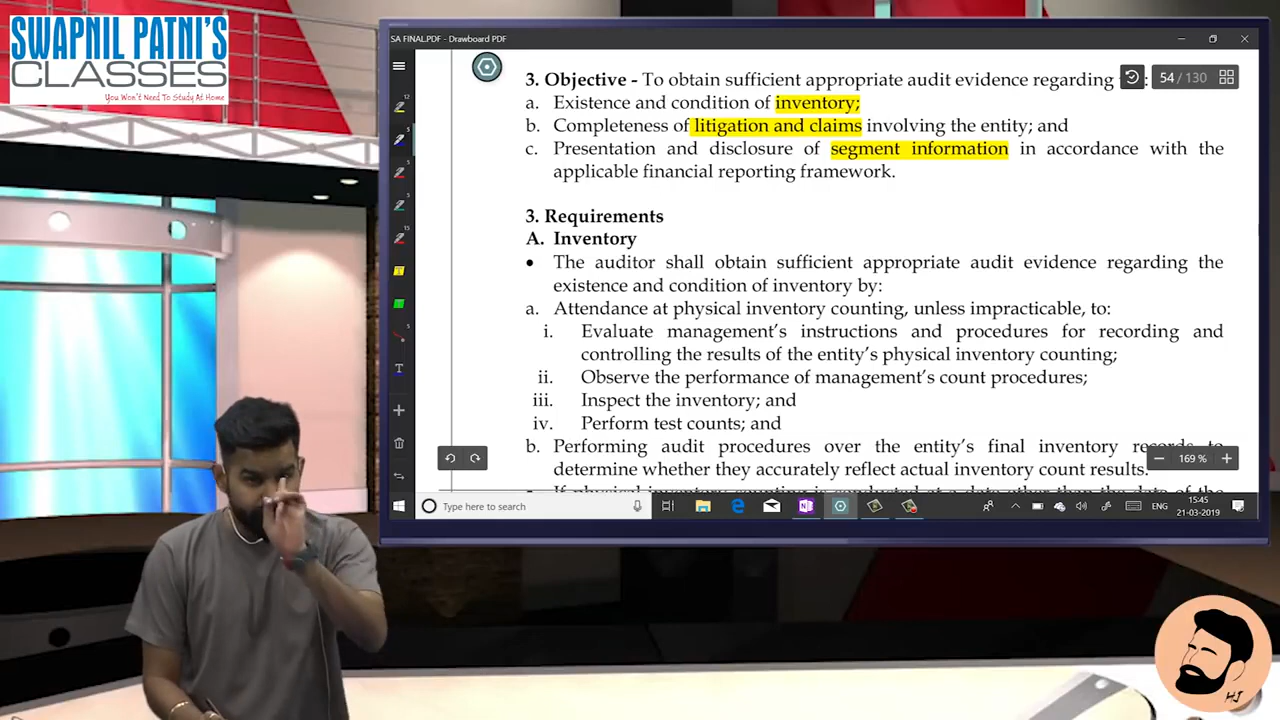 SWAPNIL PATNI'S
CLASSES
You Won't Need To Study At Home
SA FINAL.PDF - Drawboard PDF
54 / 130
3. Objective - To obtain sufficient appropriate audit evidence regarding
a. Existence and condition of inventory;
b. Completeness of litigation and claims involving the entity; and
c. Presentation and disclosure of segment information in accordance with the
applicable financial reporting framework.
3. Requirements
A. Inventory
• The auditor shall obtain sufficient appropriate audit evidence regarding the
existence and condition of inventory by:
a. Attendance at physical inventory counting, unless impracticable, to:
i. Evaluate management's instructions and procedures for recording and
controlling the results of the entity's physical inventory counting;
ii. Observe the performance of management's count procedures;
iii. Inspect the inventory; and
iv. Perform test counts; and
b. Performing audit procedures over the entity's final inventory records to
determine whether they accurately reflect actual inventory count results.
169 %
Type here to search
ENG
15:45
21-03-2019
HJ